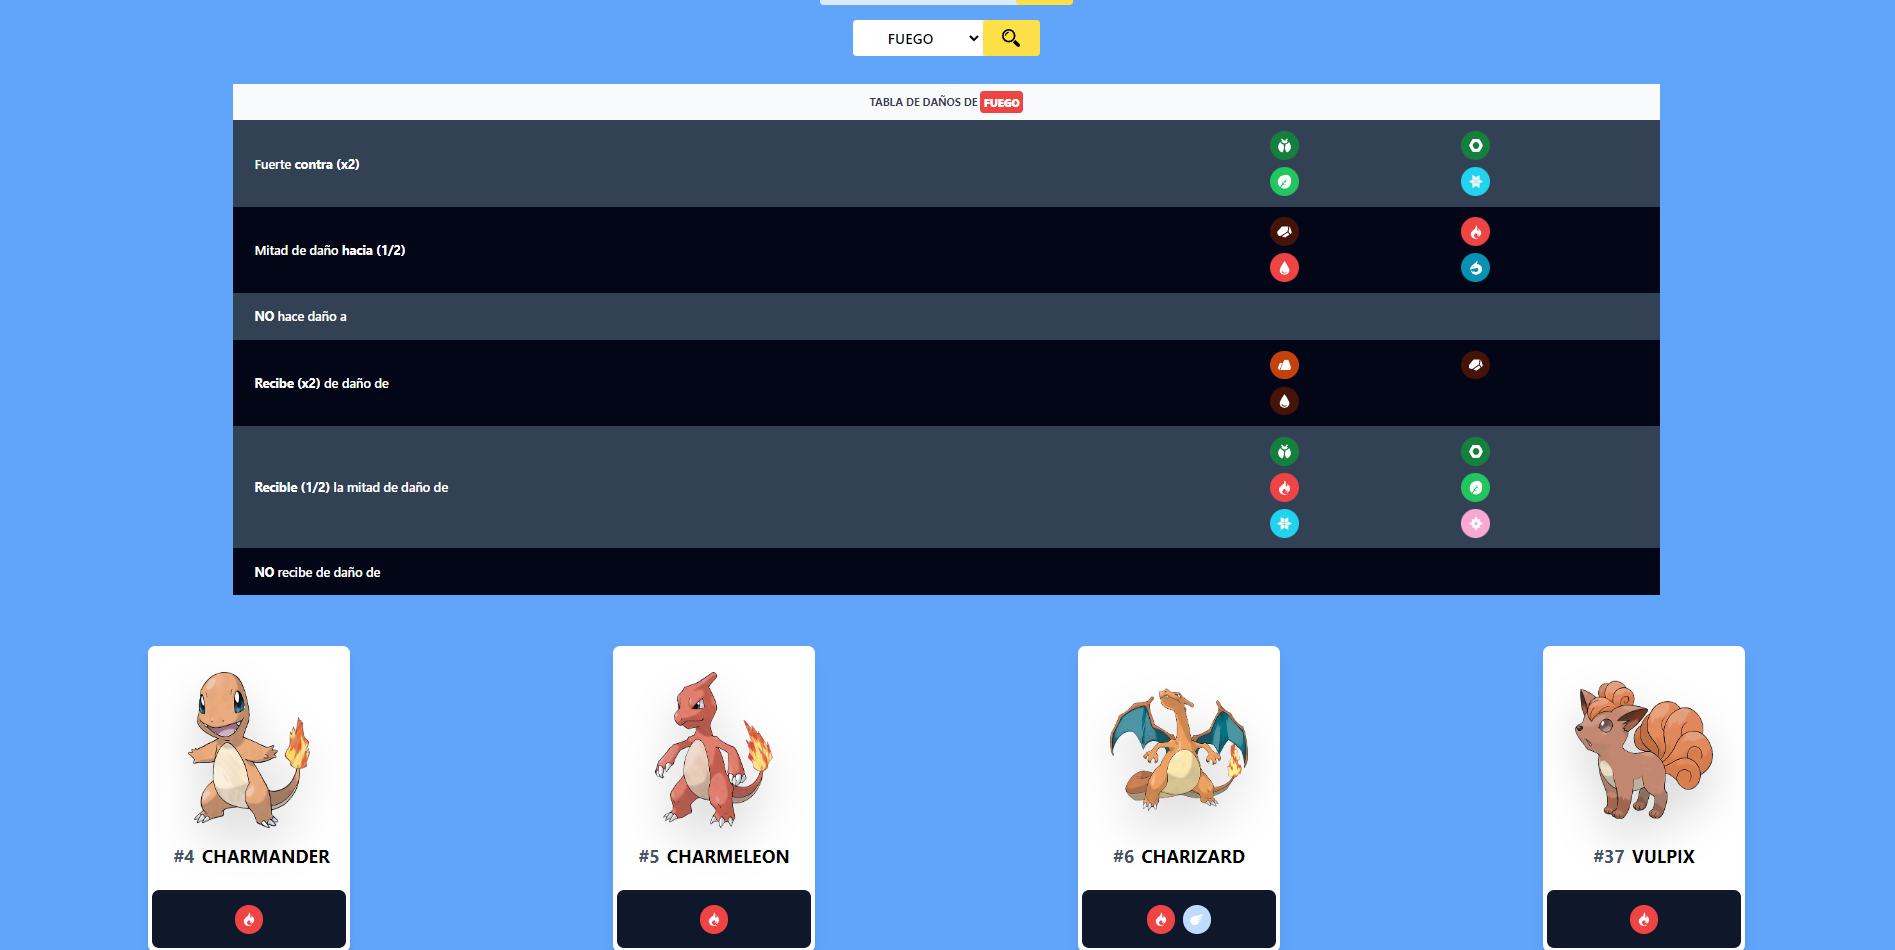 FUEGO
TABLA DE DAÑOS DE FUEGO
Fuerte contra (x2)
Mitad de daño hacia (1/2)
NO hace daño a
Recibe (x2) de daño de
Recible (1/2) la mitad de daño de
NO recibe de daño de
#4 CHARMANDER
#5 CHARMELEON
#6 CHARIZARD
#37 VULPIX